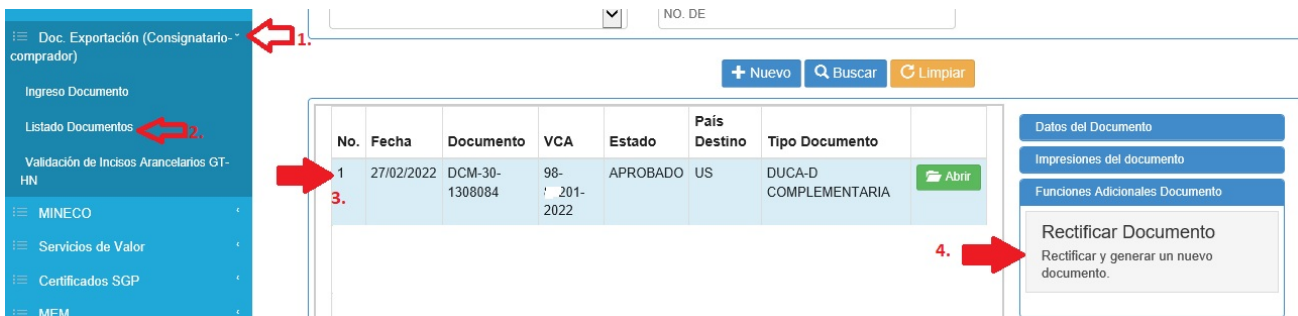 Doc. Exportación (Consignatario-
comprador)
1.
Ingreso Documento
Listado Documentos
2.
Validación de Incisos Arancelarios GT-
HN
MINECO
Servicios de Valor
Certificados SGP
MEM
NO. DE
Nuevo Buscar Limpiar
No. Fecha Documento VCA Estado País
Destino Tipo Documento
1 27/02/2022 DCM-30- 98- APROBADO US DUCA-D Abrir
1308084 201- COMPLEMENTARIA
2022
3.
Datos del Documento
Impresiones del documento
Funciones Adicionales Documento
4.
Rectificar Documento
Rectificar y generar un nuevo
documento.